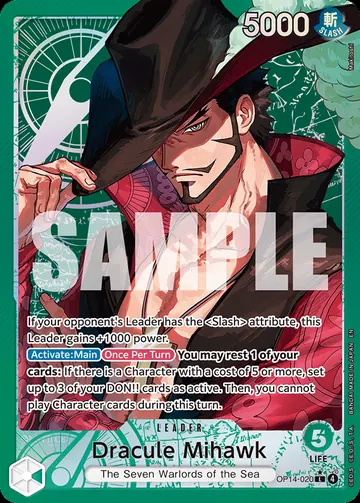 5000
斬
SLASH
SAMPLE
If your opponent's Leader has the <Slash> attribute, this
Leader gains +1000 power.
Activate:Main Once Per Turn You may rest 1 of your
cards: If there is a Character with a cost of 5 or more, set
up to 3 of your DON!! cards as active. Then, you cannot
play Character cards during this turn.
LEADER
Dracule Mihawk
The Seven Warlords of the Sea
5
LIFE
OP14-020 L 4